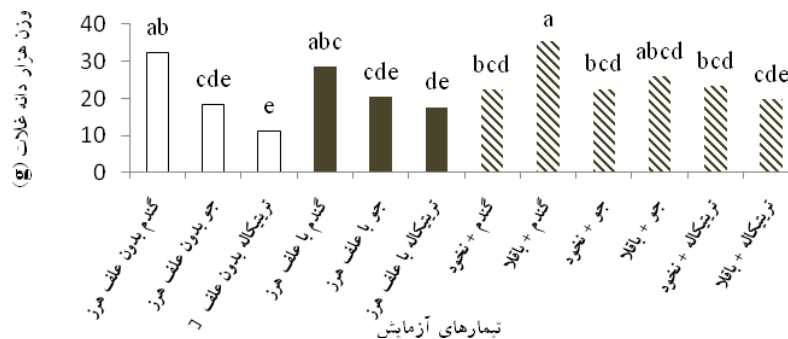 وزن هزار دانه غلات (g)
40
30
20
10
0
ab
cde
e
abc
cde
de
bcd
a
bcd
abcd
bcd
cde
گندم بدون علف هرز
جو بدون علف هرز
تریتیکاله بدون علف
گندم با علف هرز
جو با علف هرز
تریتیکاله با علف هرز
گندم + نخود
گندم + باقلا
جو + نخود
جو + باقلا
تریتیکاله + نخود
تریتیکاله + باقلا
تیمارهای آزمایش